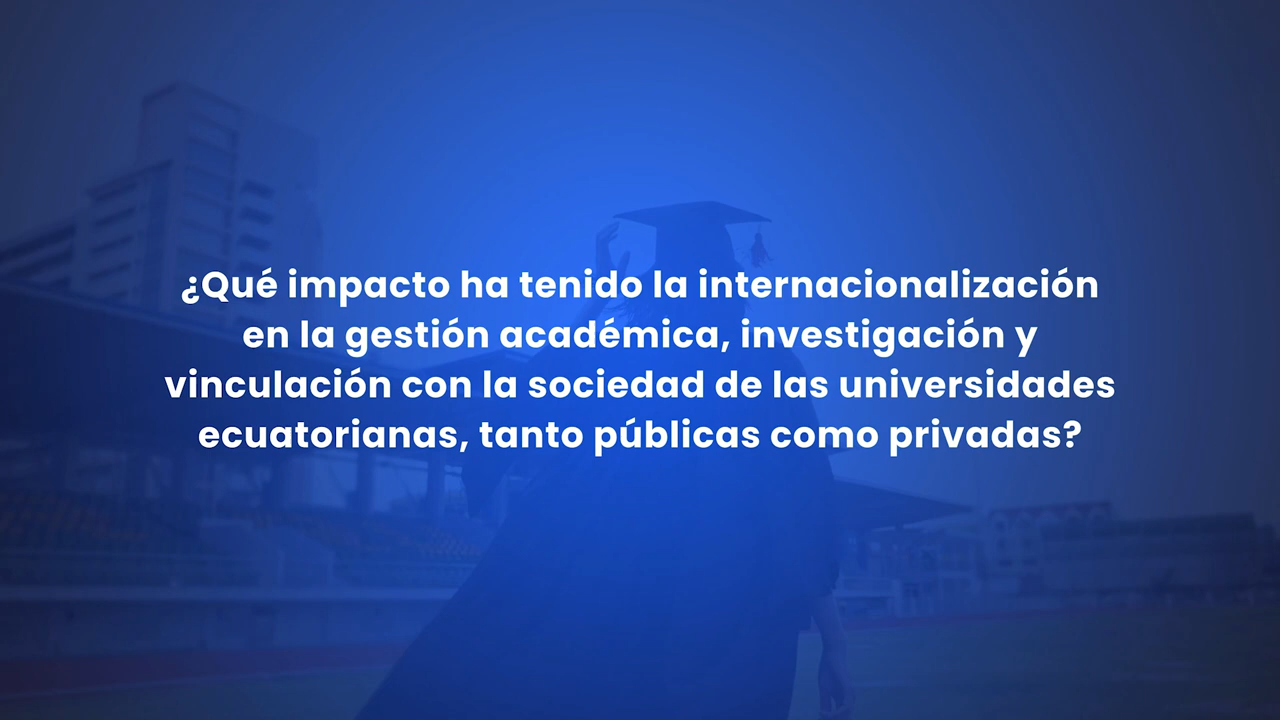 ¿Qué impacto ha tenido la internacionalización
en la gestión académica, investigación y
vinculación con la sociedad de las universidades
ecuatorianas, tanto públicas como privadas?